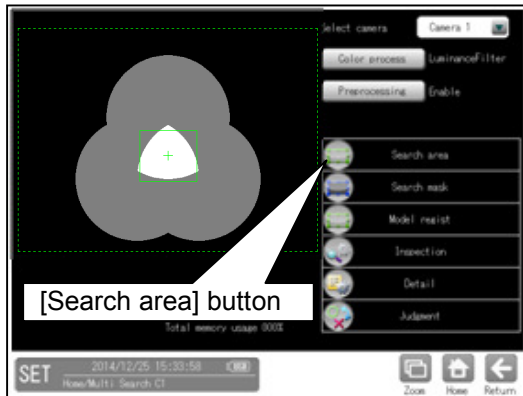 Select camera
Camera 1
Color process
LuminanceFilter
Preprocessing
Enable
Search area
Search mask
Model regist
Inspection
Detail
Judgment
[Search area] button
Total memory usage 000%
SET
2014/12/25 15:33:58
Home/Multi Search C1
Zoom
Home
Return